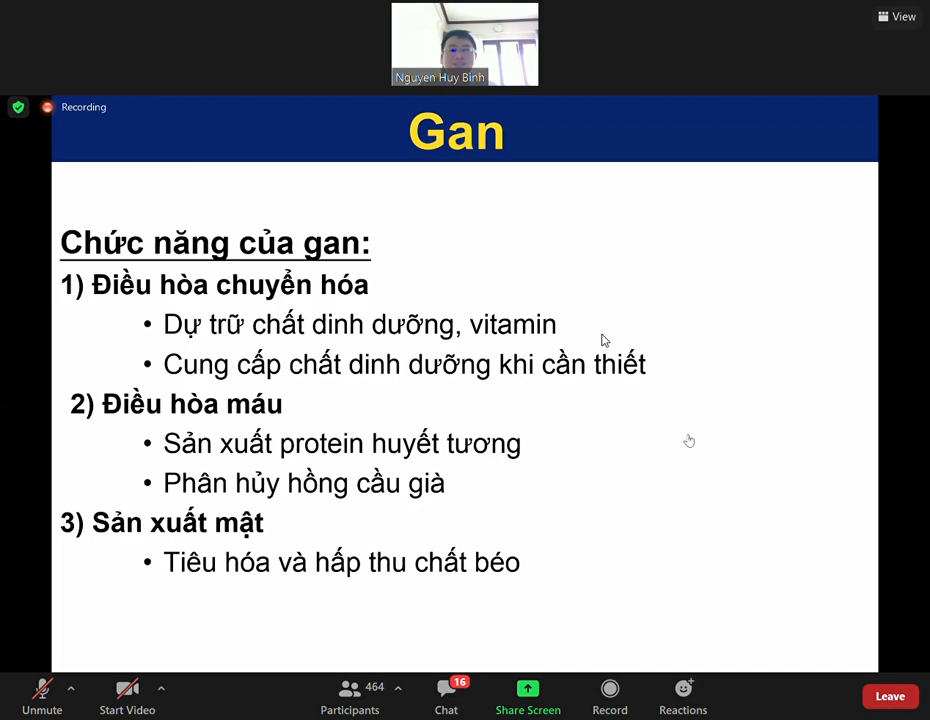 View
Nguyen Huy Binh
Recording
Gan
Chức năng của gan:
1) Điều hòa chuyển hóa
• Dự trữ chất dinh dưỡng, vitamin
• Cung cấp chất dinh dưỡng khi cần thiết
2) Điều hòa máu
• Sản xuất protein huyết tương
• Phân hủy hồng cầu già
3) Sản xuất mật
• Tiêu hóa và hấp thu chất béo
464
16
Unmute
Start Video
Participants
Chat
Share Screen
Record
Reactions
Leave